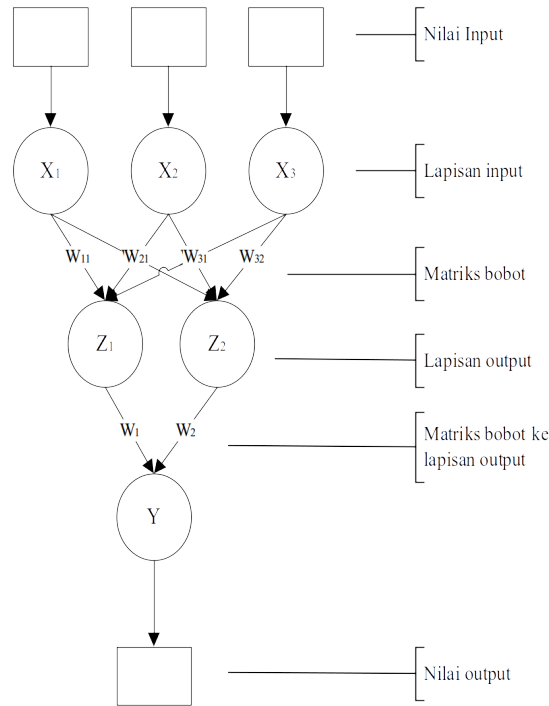 Nilai Input
X1 X2 X3
Lapisan input
W11 W21 W31 W32
Matriks bobot
Z1 Z2
Lapisan output
W1 W2
Matriks bobot ke
lapisan output
Y
Nilai output